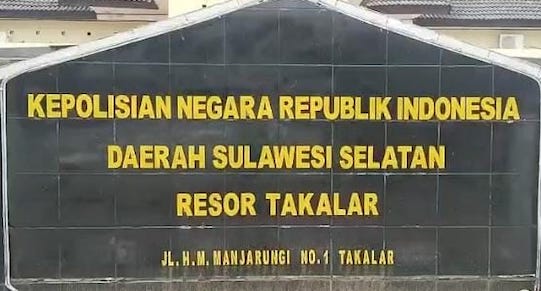 KEPOLISIAN NEGARA REPUBLIK INDONESIA
DAERAH SULAWESI SELATAN
RESOR TAKALAR
JL.H.M.MANJARUNGI NO.1 TAKALAR